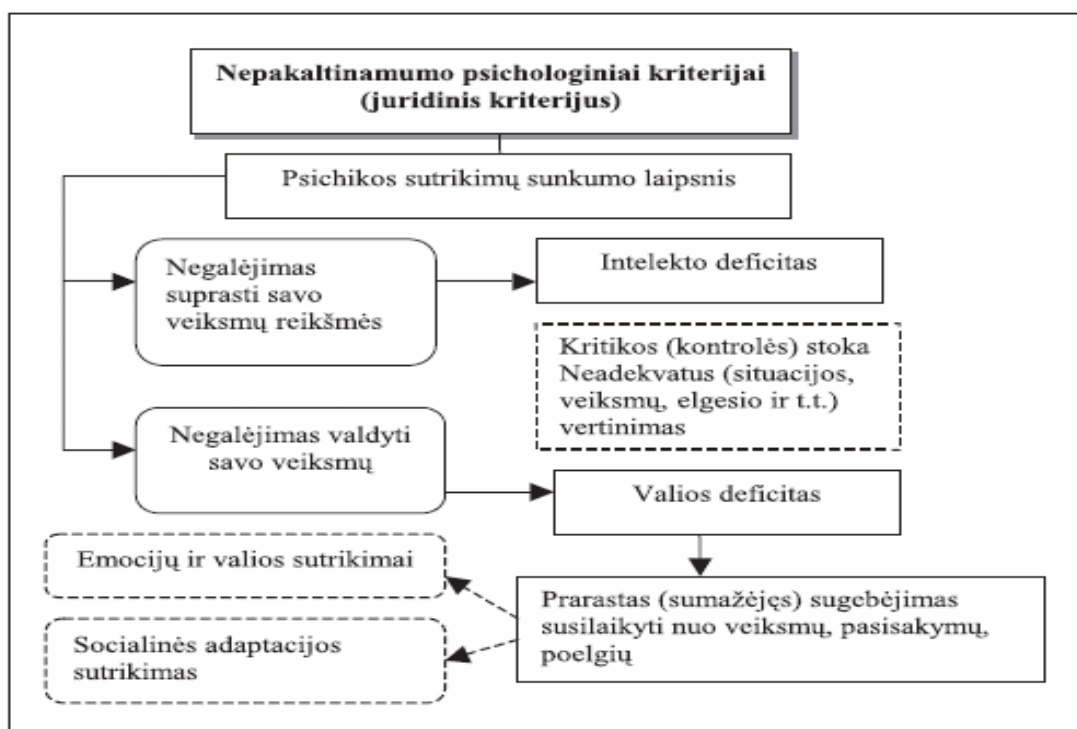 Nepakaltinamumo psichologiniai kriterijai
(juridinis kriterijus)
Psichikos sutrikimų sunkumo laipsnis
Negalėjimas
suprasti savo
veiksmų reikšmės
Intelekto deficitas
Kritikos (kontrolės) stoka
Neadekvatus (situacijos,
veiksmų, elgesio ir t.t.)
vertinimas
Negalėjimas valdyti
savo veiksmų
Valios deficitas
Emocijų ir valios sutrikimai
Prarastas (sumažėjęs) sugebėjimas
susilaikyti nuo veiksmų, pasisakymų,
poelgių
Socialinės adaptacijos
sutrikimas